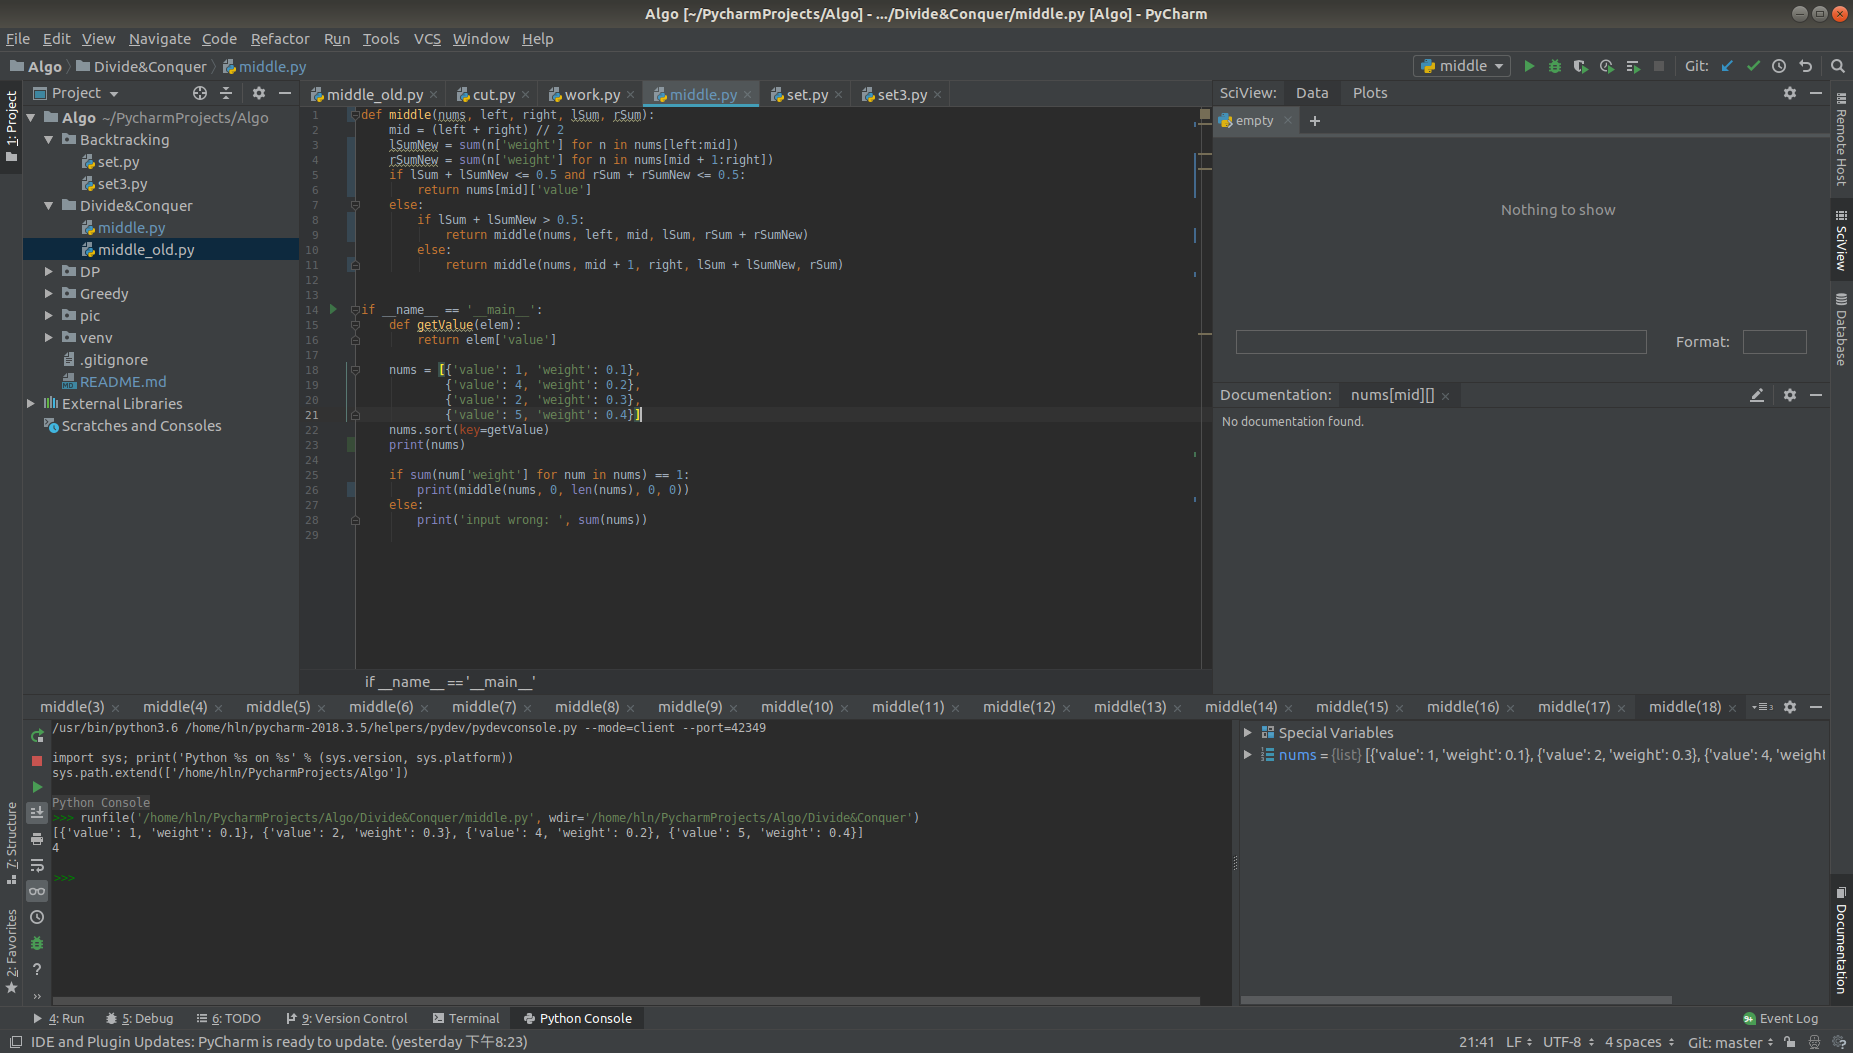 Algo [~/PycharmProjects/Algo] - .../Divide&Conquer/middle.py [Algo] - PyCharm
File Edit View Navigate Code Refactor Run Tools VCS Window Help
Algo Divide&Conquer middle.py
middle Git:
1: Project
Project
middle_old.py cut.py work.py middle.py set.py set3.py
SciView: Data Plots
Algo ~/PycharmProjects/Algo
Backtracking
set.py
set3.py
Divide&Conquer
middle.py
middle_old.py
DP
Greedy
pic
venv
.gitignore
README.md
External Libraries
Scratches and Consoles
1 def middle(nums, left, right, lSum, rSum):
2     mid = (left + right) // 2
3     lSumNew = sum(n['weight'] for n in nums[left:mid])
4     rSumNew = sum(n['weight'] for n in nums[mid + 1:right])
5     if lSum + lSumNew <= 0.5 and rSum + rSumNew <= 0.5:
6         return nums[mid]['value']
7     else:
8         if lSum + lSumNew > 0.5:
9             return middle(nums, left, mid, lSum, rSum + rSumNew)
10         else:
11             return middle(nums, mid + 1, right, lSum + lSumNew, rSum)
12
13
14 if __name__ == '__main__':
15     def getValue(elem):
16         return elem['value']
17
18     nums = [{'value': 1, 'weight': 0.1},
19             {'value': 4, 'weight': 0.2},
20             {'value': 2, 'weight': 0.3},
21             {'value': 5, 'weight': 0.4}]
22     nums.sort(key=getValue)
23     print(nums)
24
25     if sum(num['weight'] for num in nums) == 1:
26         print(middle(nums, 0, len(nums), 0, 0))
27     else:
28         print('input wrong: ', sum(nums))
29
if __name__ == '__main__'
empty
Nothing to show
Format:
Documentation: nums[mid][]
No documentation found.
Remote Host
SciView
Database
Documentation
middle(3) middle(4) middle(5) middle(6) middle(7) middle(8) middle(9) middle(10) middle(11) middle(12) middle(13) middle(14) middle(15) middle(16) middle(17) middle(18)
/usr/bin/python3.6 /home/hln/pycharm-2018.3.5/helpers/pydev/pydevconsole.py --mode=client --port=42349
import sys; print('Python %s on %s' % (sys.version, sys.platform))
sys.path.extend(['/home/hln/PycharmProjects/Algo'])
Python Console
>>> runfile('/home/hln/PycharmProjects/Algo/Divide&Conquer/middle.py', wdir='/home/hln/PycharmProjects/Algo/Divide&Conquer')
[{'value': 1, 'weight': 0.1}, {'value': 2, 'weight': 0.3}, {'value': 4, 'weight': 0.2}, {'value': 5, 'weight': 0.4}]
4
>>>
Special Variables
nums = {list} [{'value': 1, 'weight': 0.1}, {'value': 2, 'weight': 0.3}, {'value': 4, 'weight
7: Structure
2: Favorites
4: Run 5: Debug 6: TODO 9: Version Control Terminal Python Console
Event Log
IDE and Plugin Updates: PyCharm is ready to update. (yesterday 下午8:23)
21:41 LF UTF-8 4 spaces Git: master